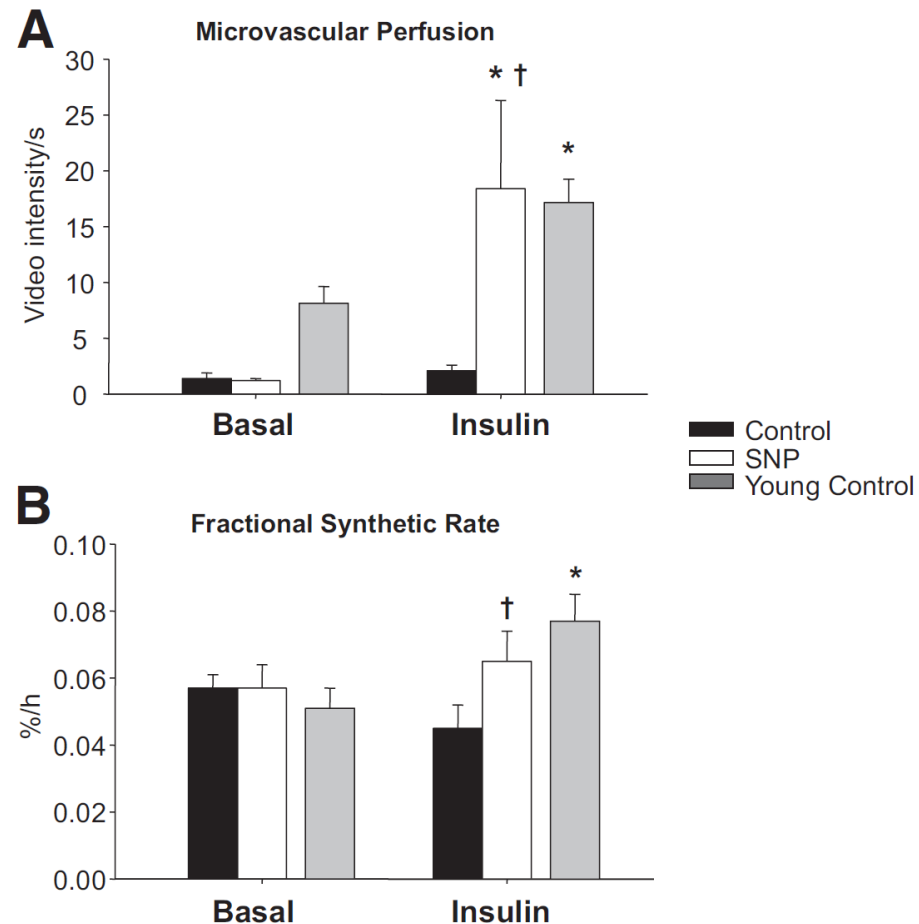 A
Microvascular Perfusion
Video intensity/s
30
25
20
15
10
5
0
* †
*
Basal Insulin
Control
SNP
Young Control
B
Fractional Synthetic Rate
%/h
0.10
0.08
0.06
0.04
0.02
0.00
†
*
Basal Insulin